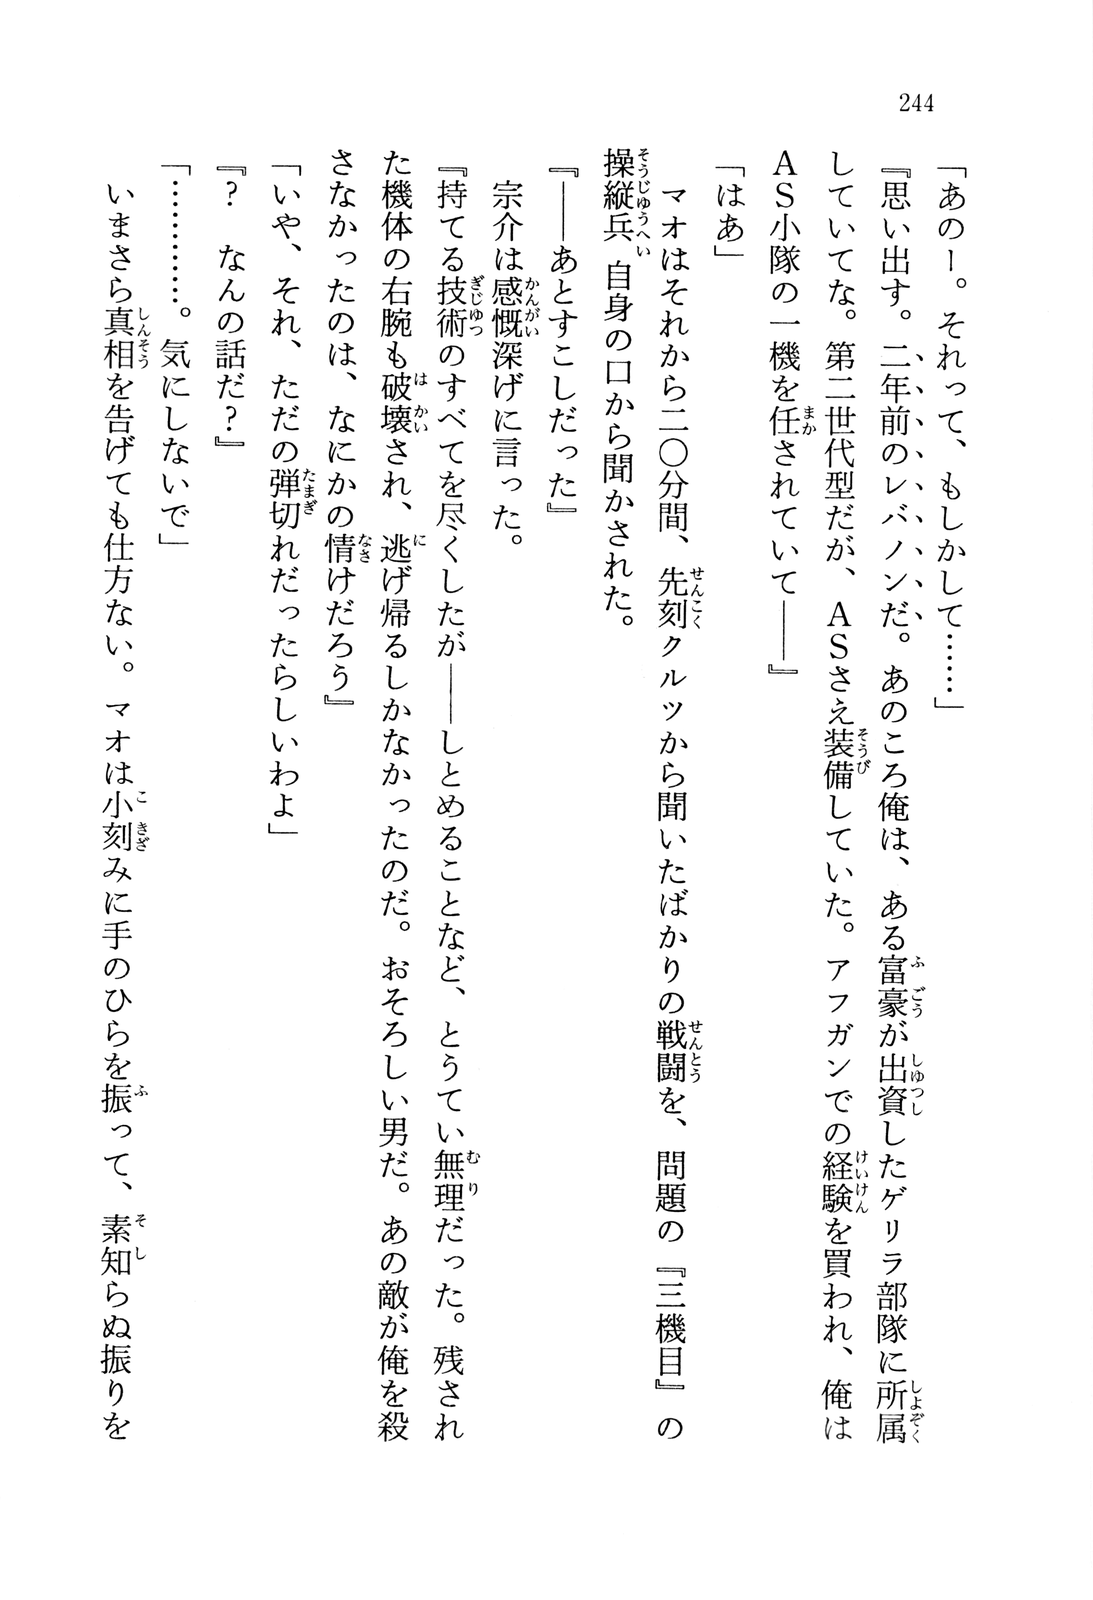 244
「あのー。それって、もしかして……」
『思い出す。二年前のレバノンだ。あのころ俺は、ある富豪が出資したゲリラ部隊に所属
していてな。第二世代型だが、ASさえ装備していた。アフガンでの経験を買われ、俺は
AS小隊の一機を任されていて――』
「はあ」
　マオはそれから二〇分間、先刻クルツから聞いたばかりの戦闘を、問題の『三機目』の
操縦兵自身の口から聞かされた。
『――あとすこしだった』
　宗介は感慨深げに言った。
『持てる技術のすべてを尽くしたが――しとめることなど、とうてい無理だった。残され
た機体の右腕も破壊され、逃げ帰るしかなかったのだ。おそろしい男だ。あの敵が俺を殺
さなかったのは、なにかの情けだろう』
「いや、それ、ただの弾切れだったらしいわよ」
『？　なんの話だ？』
「…………。気にしないで」
　いまさら真相を告げても仕方ない。マオは小刻みに手のひらを振って、素知らぬ振りを